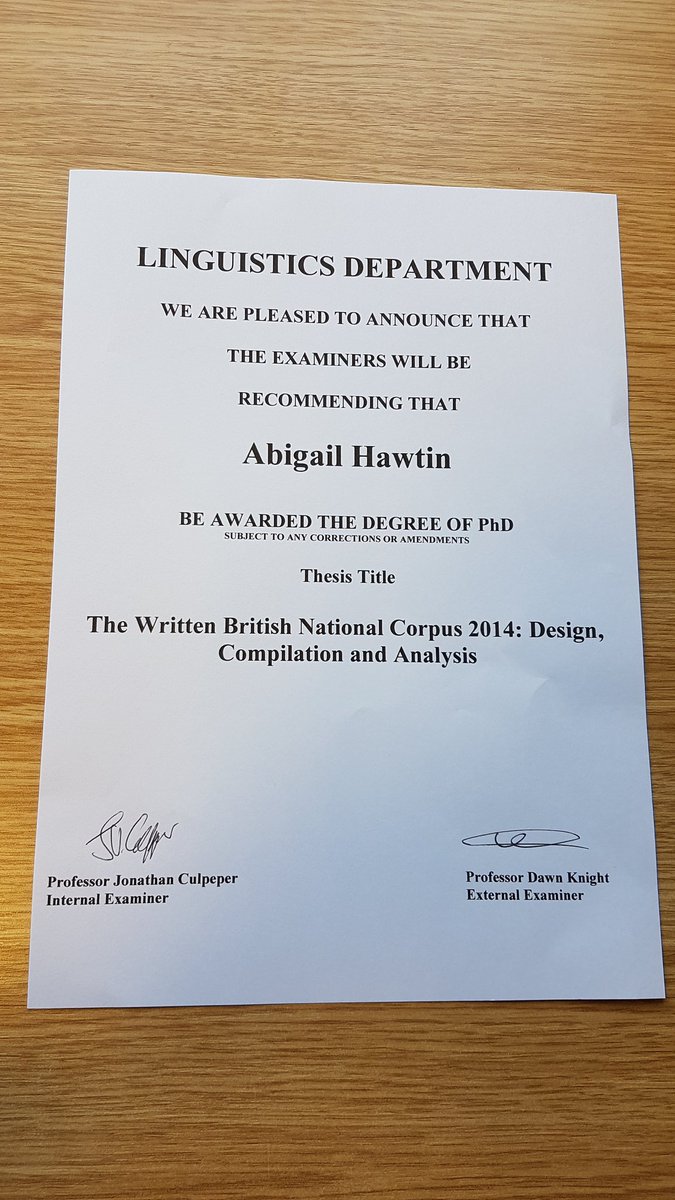 LINGUISTICS DEPARTMENT
WE ARE PLEASED TO ANNOUNCE THAT
THE EXAMINERS WILL BE
RECOMMENDING THAT
Abigail Hawtin
BE AWARDED THE DEGREE OF PhD
SUBJECT TO ANY CORRECTIONS OR AMENDMENTS
Thesis Title
The Written British National Corpus 2014: Design,
Compilation and Analysis
Professor Jonathan Culpeper
Internal Examiner
Professor Dawn Knight
External Examiner